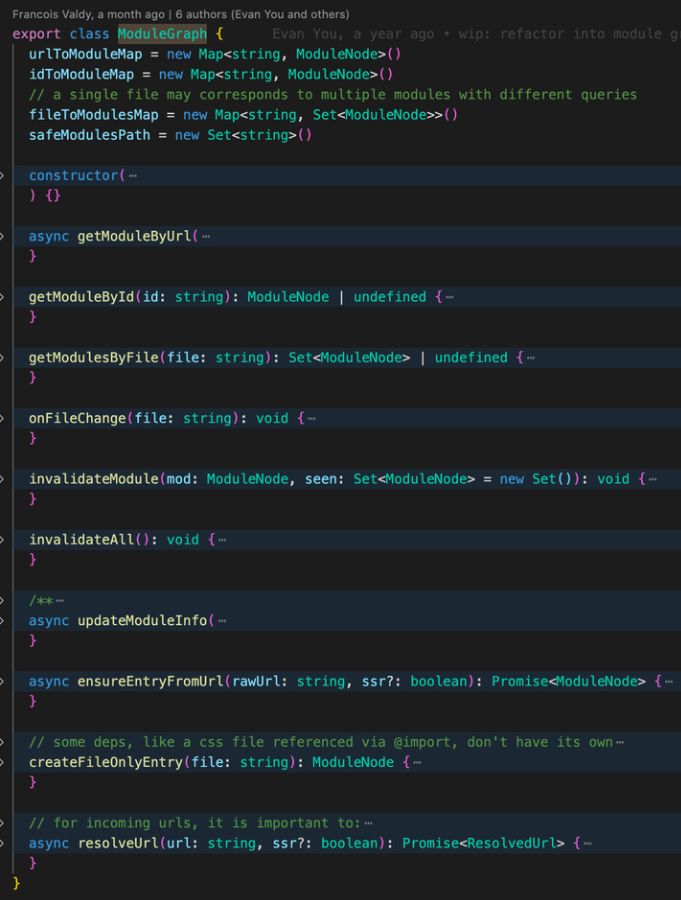 Francois Valdy, a month ago | 6 authors (Evan You and others)
export class ModuleGraph { Evan You, a year ago • wip: refactor into module g
urlToModuleMap = new Map<string, ModuleNode>()
idToModuleMap = new Map<string, ModuleNode>()
// a single file may corresponds to multiple modules with different queries
fileToModulesMap = new Map<string, Set<ModuleNode>>()
safeModulesPath = new Set<string>()
constructor(⋯
) {}
async getModuleByUrl(⋯
}
getModuleById(id: string): ModuleNode | undefined {⋯
}
getModulesByFile(file: string): Set<ModuleNode> | undefined {⋯
}
onFileChange(file: string): void {⋯
}
invalidateModule(mod: ModuleNode, seen: Set<ModuleNode> = new Set()): void {⋯
}
invalidateAll(): void {⋯
}
/**⋯
async updateModuleInfo(⋯
}
async ensureEntryFromUrl(rawUrl: string, ssr?: boolean): Promise<ModuleNode> {⋯
}
// some deps, like a css file referenced via @import, don't have its own⋯
createFileOnlyEntry(file: string): ModuleNode {⋯
}
// for incoming urls, it is important to:⋯
async resolveUrl(url: string, ssr?: boolean): Promise<ResolvedUrl> {⋯
}
}